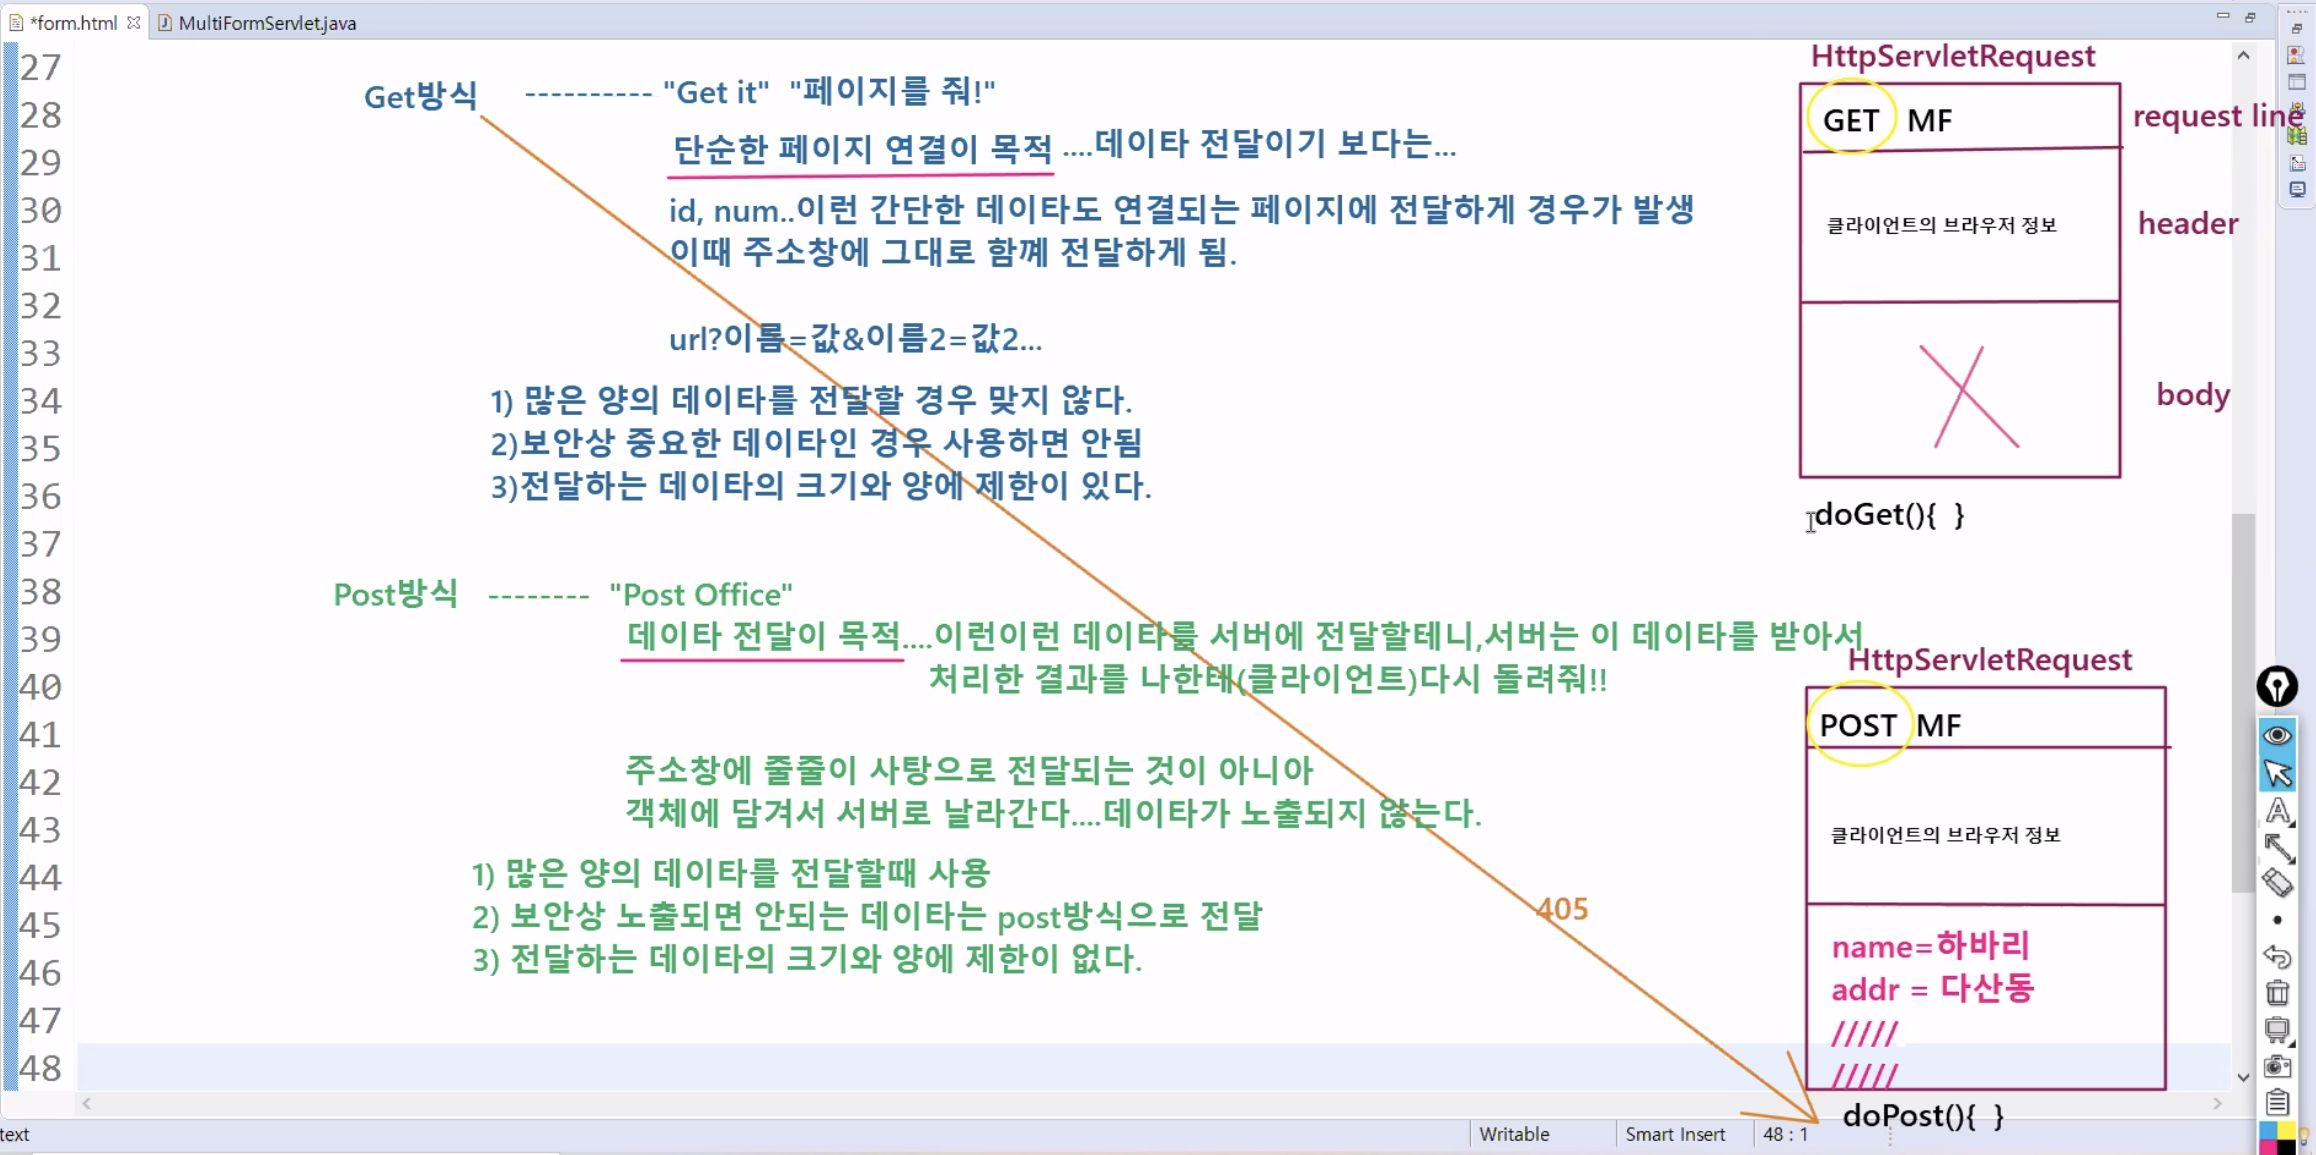 *form.html
MultiFormServlet.java
27
28
29
30
31
32
33
34
35
36
37
38
39
40
41
42
43
44
45
46
47
48
Get방식 ---------- "Get it" "페이지를 줘!"
단순한 페이지 연결이 목적 ....데이타 전달이기 보다는...
id, num..이런 간단한 데이타도 연결되는 페이지에 전달하게 경우가 발생
이때 주소창에 그대로 함꼐 전달하게 됨.
url?이름=값&이름2=값2...
1) 많은 양의 데이타를 전달할 경우 맞지 않다.
2)보안상 중요한 데이타인 경우 사용하면 안됨
3)전달하는 데이타의 크기와 양에 제한이 있다.
HttpServletRequest
GET MF
request line
클라이언트의 브라우저 정보
header
body
doGet(){ }
Post방식 -------- "Post Office"
데이타 전달이 목적....이런이런 데이타를 서버에 전달할테니,서버는 이 데이타를 받아서
처리한 결과를 나한테(클라이언트)다시 돌려줘!!
주소창에 줄줄이 사탕으로 전달되는 것이 아니아
객체에 담겨서 서버로 날라간다....데이타가 노출되지 않는다.
1) 많은 양의 데이타를 전달할때 사용
2) 보안상 노출되면 안되는 데이타는 post방식으로 전달
3) 전달하는 데이타의 크기와 양에 제한이 없다.
405
HttpServletRequest
POST MF
클라이언트의 브라우저 정보
name=하바리
addr = 다산동
/////
/////
doPost(){ }
text
Writable
Smart Insert
48 : 1